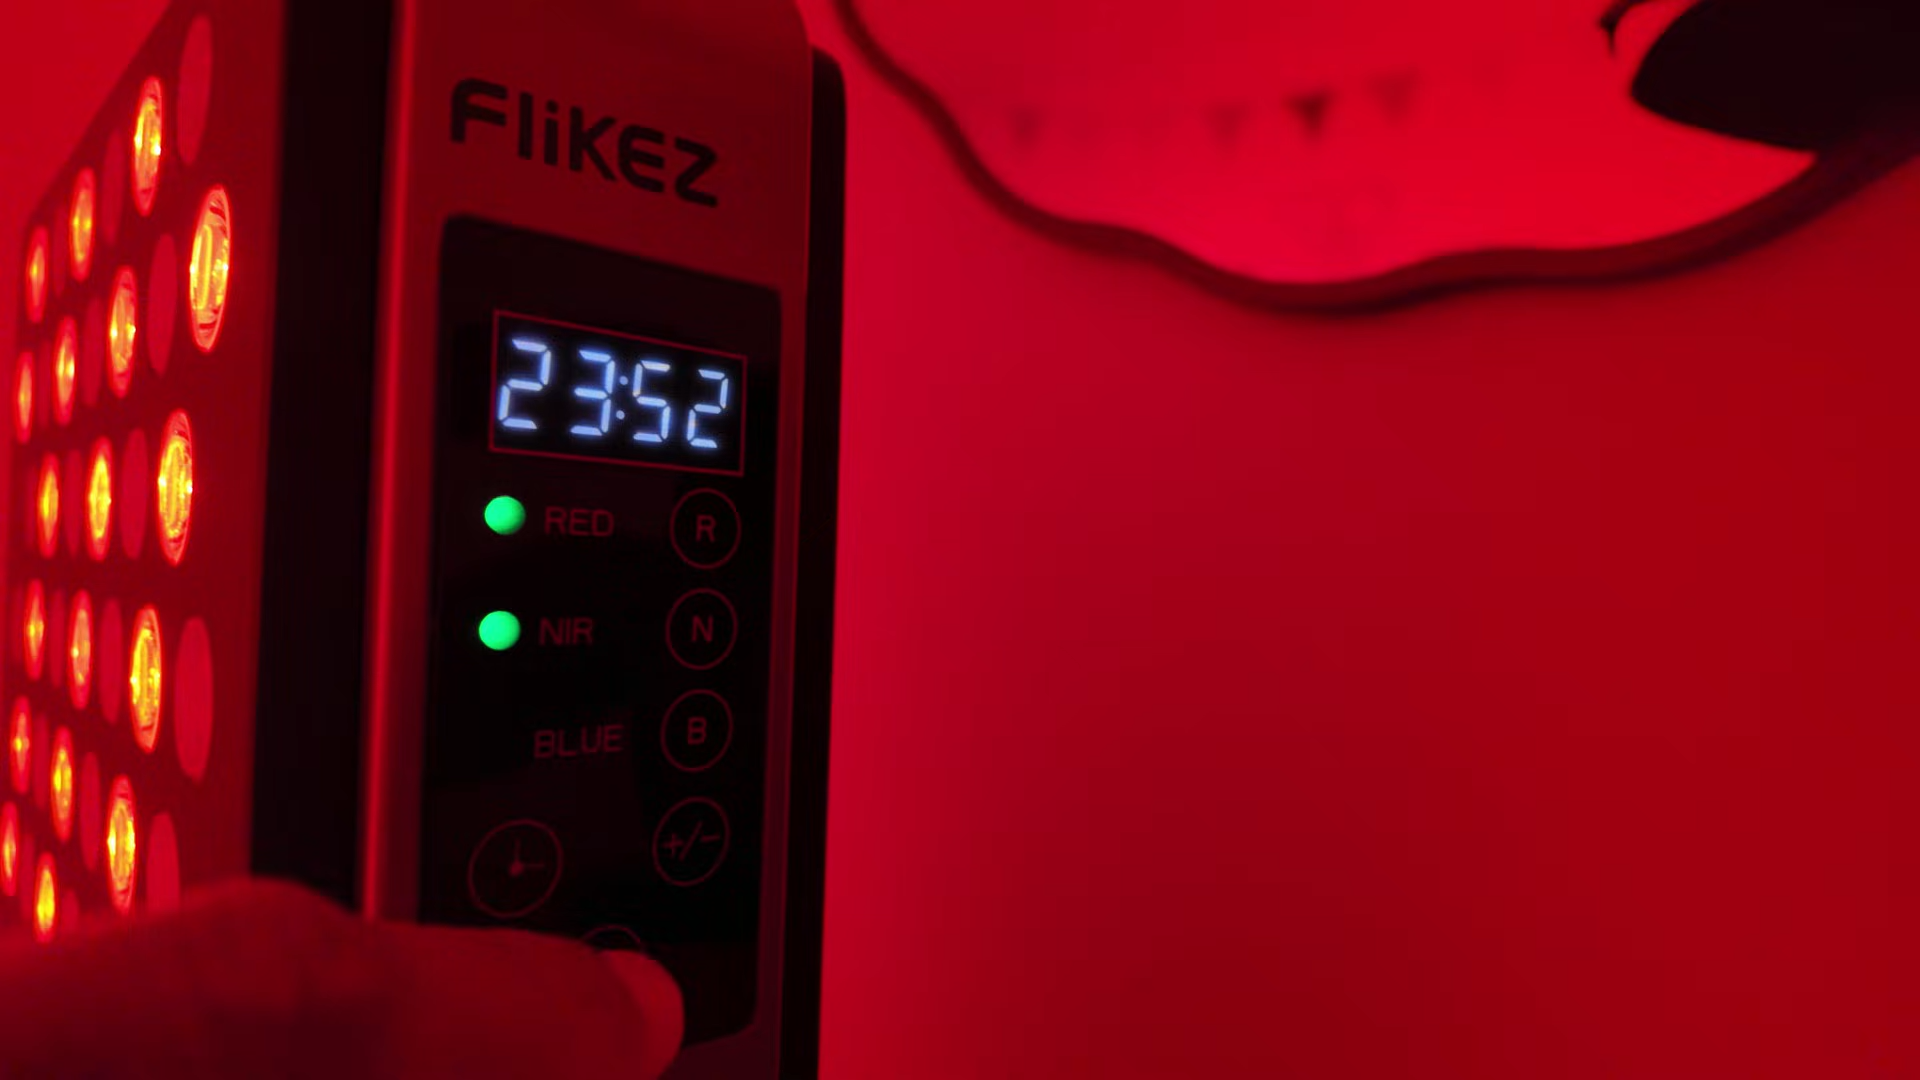 FliKEZ
23:52
RED R
NIR N
BLUE B
+/-